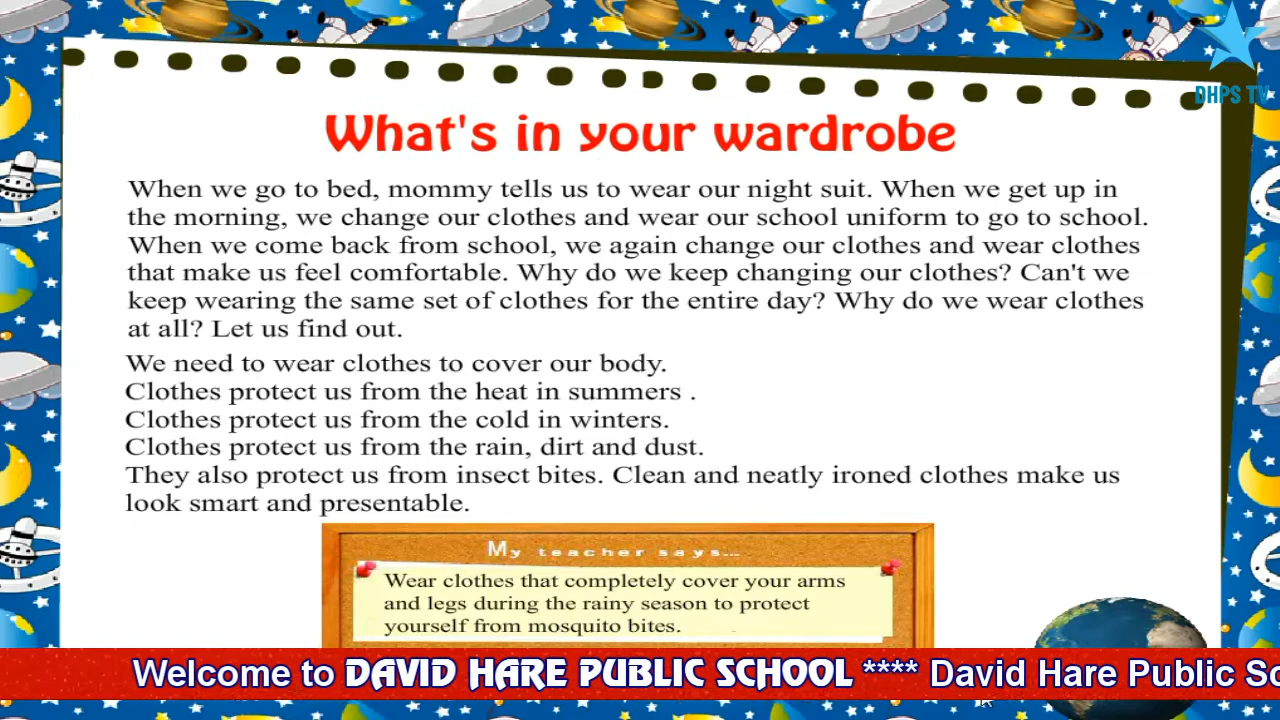 DHPS TV
What's in your wardrobe
When we go to bed, mommy tells us to wear our night suit. When we get up in
the morning, we change our clothes and wear our school uniform to go to school.
When we come back from school, we again change our clothes and wear clothes
that make us feel comfortable. Why do we keep changing our clothes? Can't we
keep wearing the same set of clothes for the entire day? Why do we wear clothes
at all? Let us find out.
We need to wear clothes to cover our body.
Clothes protect us from the heat in summers .
Clothes protect us from the cold in winters.
Clothes protect us from the rain, dirt and dust.
They also protect us from insect bites. Clean and neatly ironed clothes make us
look smart and presentable.
My teacher says...
Wear clothes that completely cover your arms
and legs during the rainy season to protect
yourself from mosquito bites.
Welcome to DAVID HARE PUBLIC SCHOOL **** David Hare Public Sc